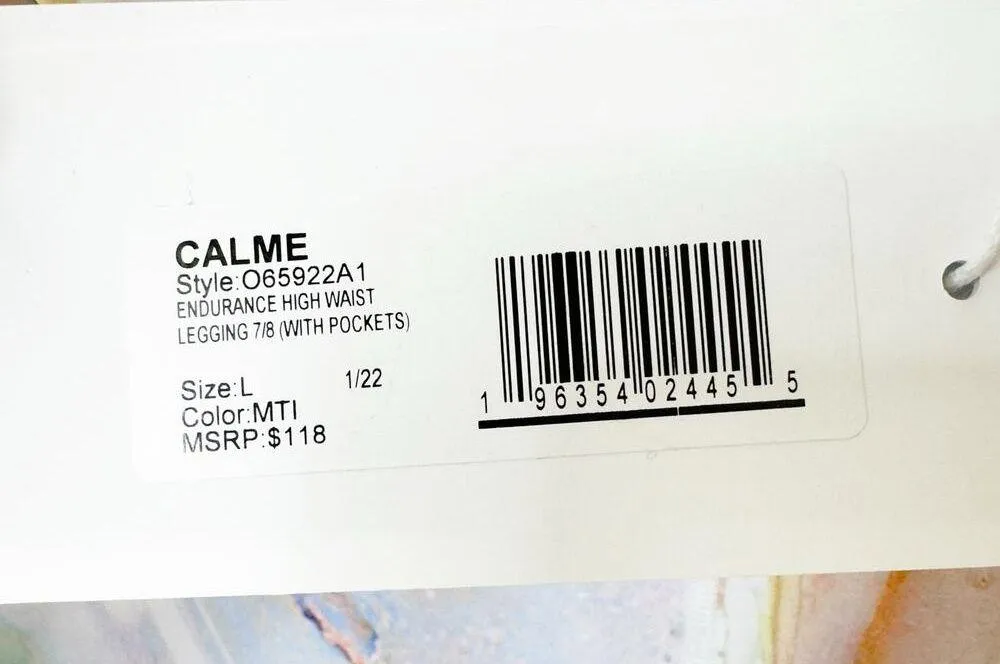 CALME
Style:O65922A1
ENDURANCE HIGH WAIST
LEGGING 7/8 (WITH POCKETS)
Size:L 1/22
Color:MTI
MSRP:$118
1 96354 02445 5